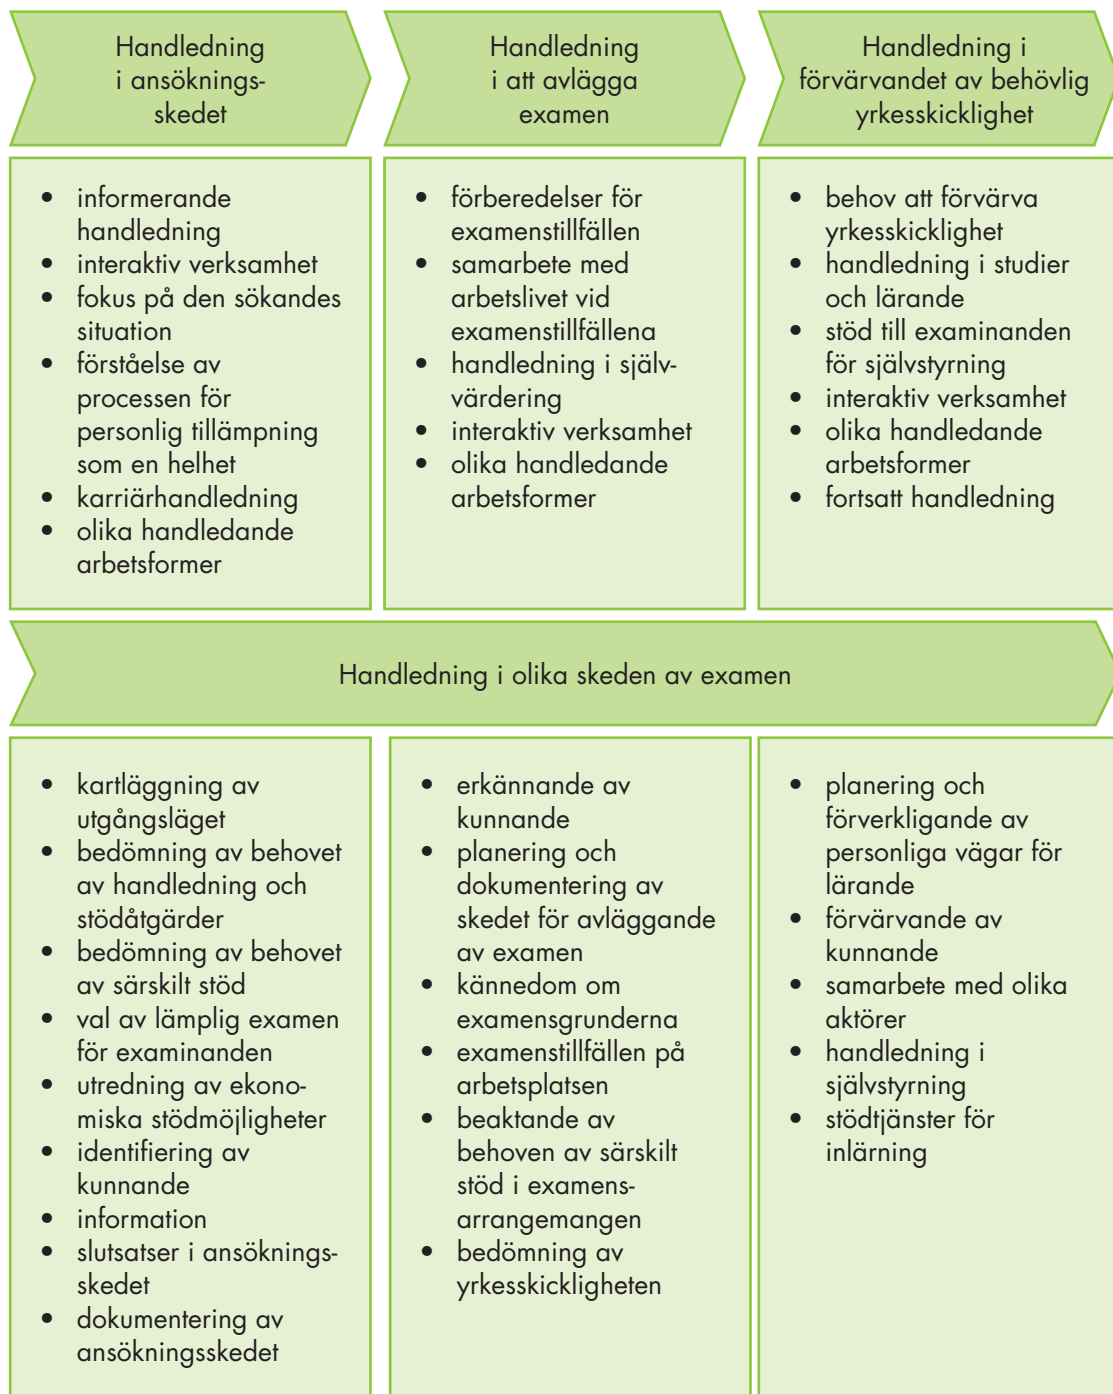 Handledning
i ansöknings-
skedet
• informerande
handledning
• interaktiv verksamhet
• fokus på den sökandes
situation
• förståelse av
processen för
personlig tillämpning
som en helhet
• karriärhandledning
• olika handledande
arbetsformer
Handledning
i att avlägga
examen
• förberedelser för
examenstillfällen
• samarbete med
arbetslivet vid
examenstillfällena
• handledning i själv-
värdering
• interaktiv verksamhet
• olika handledande
arbetsformer
Handledning i
förvärvandet av behövlig
yrkesskicklighet
• behov att förvärva
yrkesskicklighet
• handledning i studier
och lärande
• stöd till examinanden
för självstyrning
• interaktiv verksamhet
• olika handledande
arbetsformer
• fortsatt handledning
Handledning i olika skeden av examen
• kartläggning av
utgångsläget
• bedömning av behovet
av handledning och
stödåtgärder
• bedömning av behovet
av särskilt stöd
• val av lämplig examen
för examinanden
• utredning av ekono-
miska stödmöjligheter
• identifiering av
kunnande
• information
• slutsatser i ansöknings-
skedet
• dokumentering av
ansökningsskedet
• erkännande av
kunnande
• planering och
dokumentering av
skedet för avläggande
av examen
• kännedom om
examensgrunderna
• examenstillfällen på
arbetsplatsen
• beaktande av
behoven av särskilt
stöd i examens-
arrangemangen
• bedömning av
yrkesskickligheten
• planering och
förverkligande av
personliga vägar för
lärande
• förvärvande av
kunnande
• samarbete med olika
aktörer
• handledning i
självstyrning
• stödtjänster för
inlärning